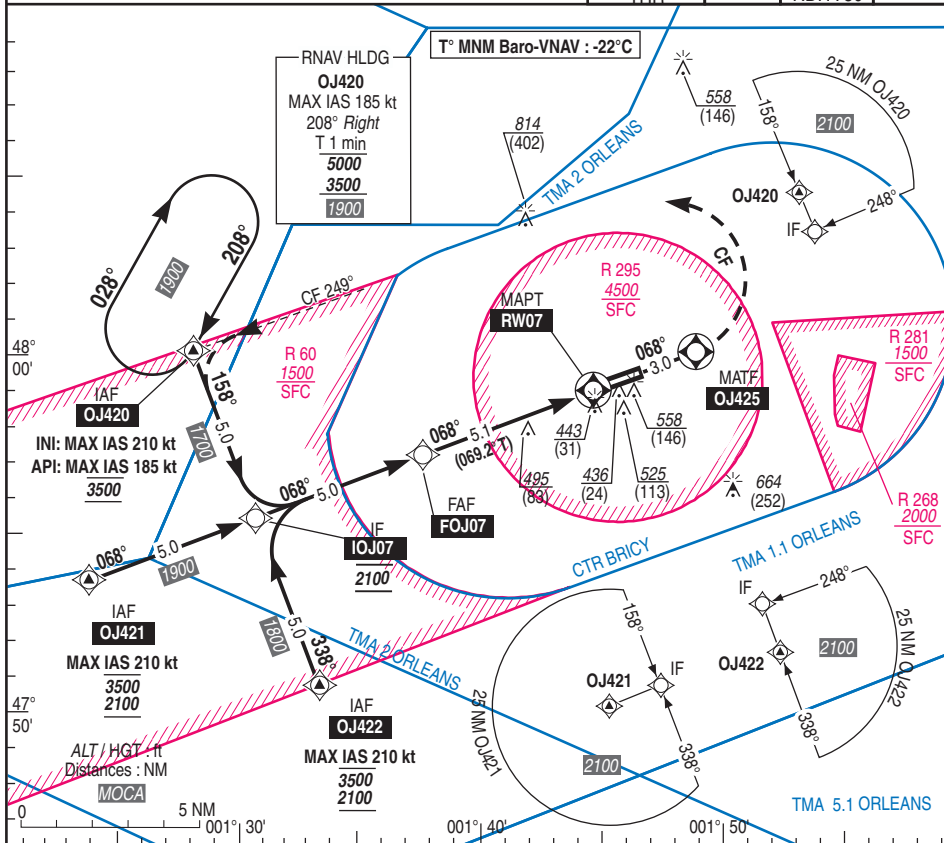 T° MNM Baro-VNAV : -22°C
RNAV HLDG
OJ420
MAX IAS 185 kt
208° Right
T 1 min
5000
3500
1900
814
(402)
TMA 2 ORLEANS
558
(146)
25 NM OJ420
158°
2100
OJ420
248°
IF
028°
1900
208°
CF 249°
R 60
1500
SFC
R 295
4500
SFC
CF
MAPT
RW07
068°
3.0
MATF
OJ425
R 281
1500
SFC
48°
00'
IAF
OJ420
INI: MAX IAS 210 kt
API: MAX IAS 185 kt
3500
158°
5.0
1700
068°
5.0
068°
5.1
(069.2°T)
443
(31)
558
(146)
495
(83)
436
(24)
525
(113)
664
(252)
R 268
2000
SFC
FAF
FOJ07
IF
IOJ07
2100
068°
5.0
1900
IAF
OJ421
MAX IAS 210 kt
3500
2100
CTR BRICY
TMA 1.1 ORLEANS
5.0
1800
338°
TMA 2 ORLEANS
IAF
OJ422
MAX IAS 210 kt
3500
2100
158°
IF
OJ421
25 NM OJ421
338°
2100
IF
248°
OJ422
2100
25 NM OJ422
338°
47°
50'
ALT / HGT : ft
Distances : NM
MOCA
0
5 NM
001° 30'
001° 40'
001° 50'
TMA 5.1 ORLEANS